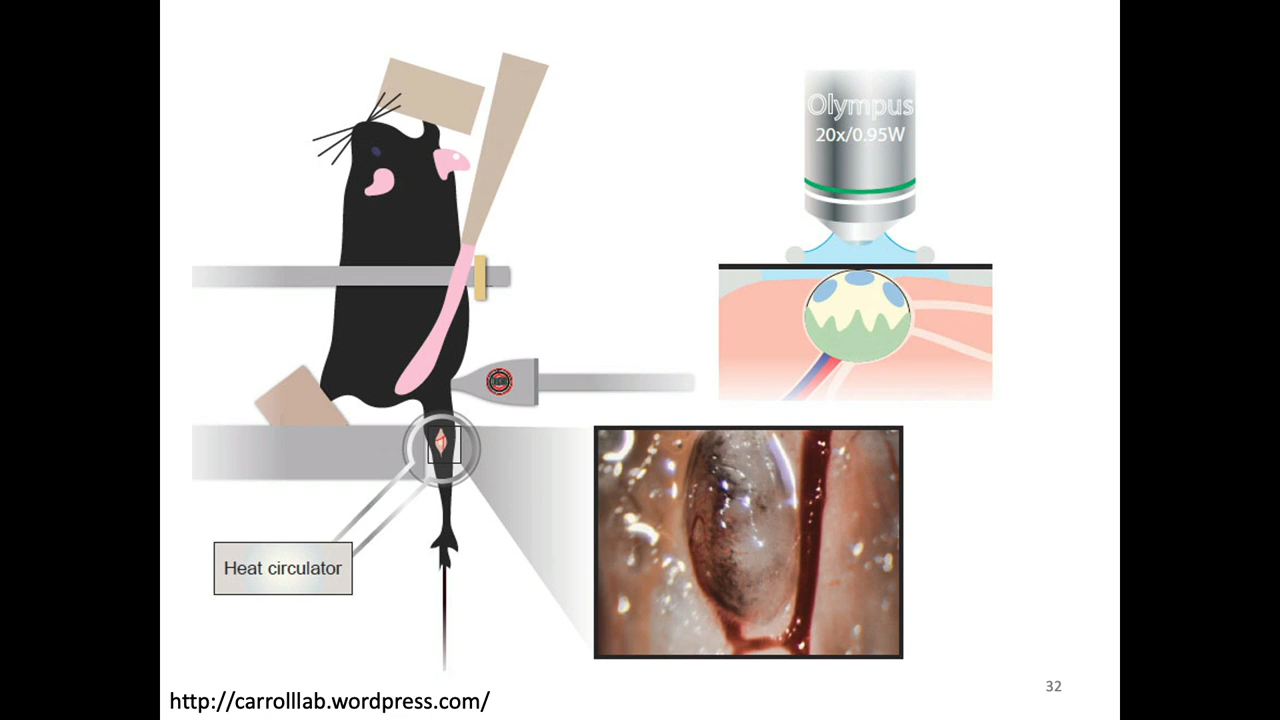 Olympus
20x/0.95W
Heat circulator
http://carrolllab.wordpress.com/
32